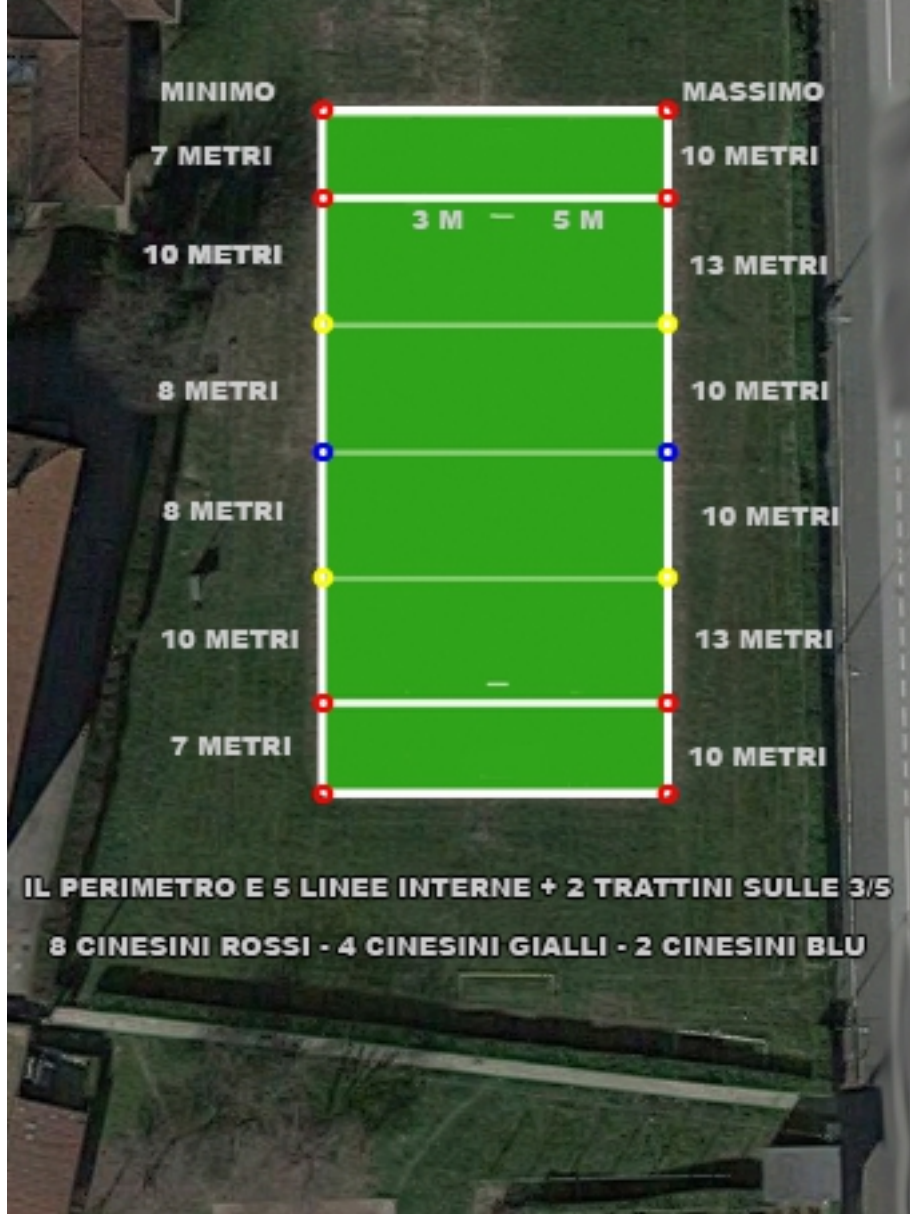 MINIMO MASSIMO
7 METRI 10 METRI
3 M 5 M
10 METRI 13 METRI
8 METRI 10 METRI
8 METRI 10 METRI
10 METRI 13 METRI
7 METRI 10 METRI
IL PERIMETRO E 5 LINEE INTERNE + 2 TRATTINI SULLE 3/5
8 CINESINI ROSSI - 4 CINESINI GIALLI - 2 CINESINI BLU